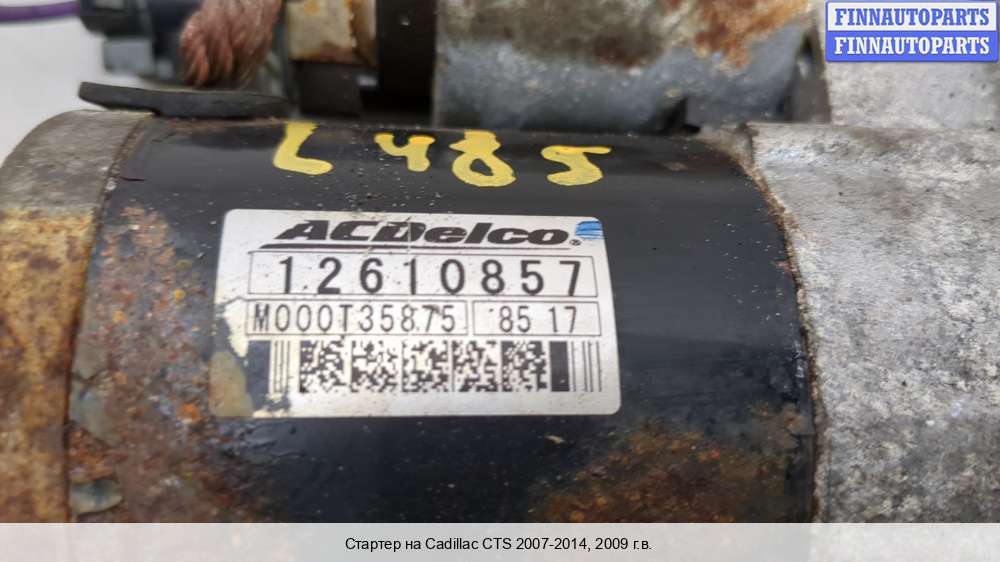 FINNAUTOPARTS
FINNAUTOPARTS
L485
ACDelco®
12610857
M000T35875 85 17
Стартер на Cadillac CTS 2007-2014, 2009 г.в.